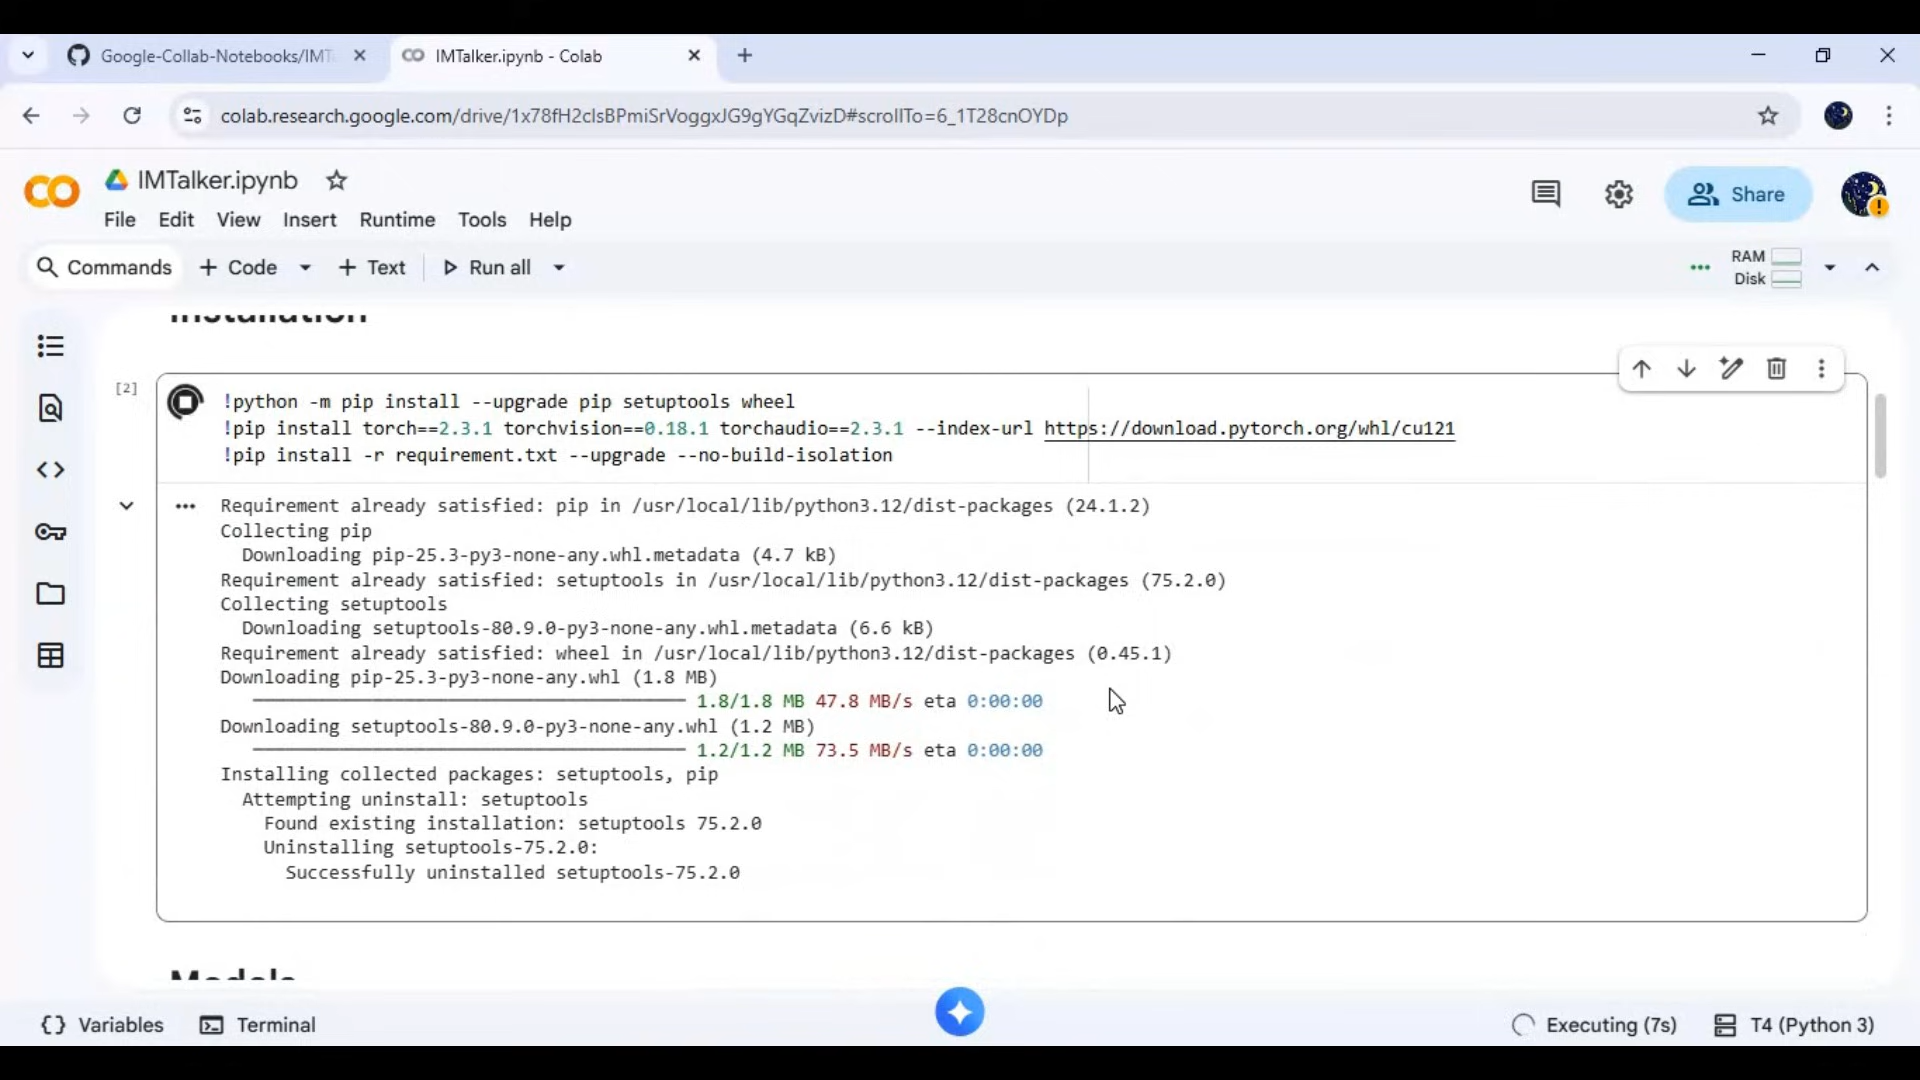 Google-Collab-Notebooks/IMT
IMTalker.ipynb - Colab
colab.research.google.com/drive/1x78fH2cIsBPmiSrVoggxJG9gYGqZvizD#scrollTo=6_1T28cnOYDp
IMTalker.ipynb
Share
File Edit View Insert Runtime Tools Help
Commands + Code + Text Run all
RAM
Disk
Installation
[2]
!python -m pip install --upgrade pip setuptools wheel
!pip install torch==2.3.1 torchvision==0.18.1 torchaudio==2.3.1 --index-url https://download.pytorch.org/whl/cu121
!pip install -r requirement.txt --upgrade --no-build-isolation
Requirement already satisfied: pip in /usr/local/lib/python3.12/dist-packages (24.1.2)
Collecting pip
Downloading pip-25.3-py3-none-any.whl.metadata (4.7 kB)
Requirement already satisfied: setuptools in /usr/local/lib/python3.12/dist-packages (75.2.0)
Collecting setuptools
Downloading setuptools-80.9.0-py3-none-any.whl.metadata (6.6 kB)
Requirement already satisfied: wheel in /usr/local/lib/python3.12/dist-packages (0.45.1)
Downloading pip-25.3-py3-none-any.whl (1.8 MB)
1.8/1.8 MB 47.8 MB/s eta 0:00:00
Downloading setuptools-80.9.0-py3-none-any.whl (1.2 MB)
1.2/1.2 MB 73.5 MB/s eta 0:00:00
Installing collected packages: setuptools, pip
Attempting uninstall: setuptools
Found existing installation: setuptools 75.2.0
Uninstalling setuptools-75.2.0:
Successfully uninstalled setuptools-75.2.0
Models
Variables Terminal
Executing (7s) T4 (Python 3)